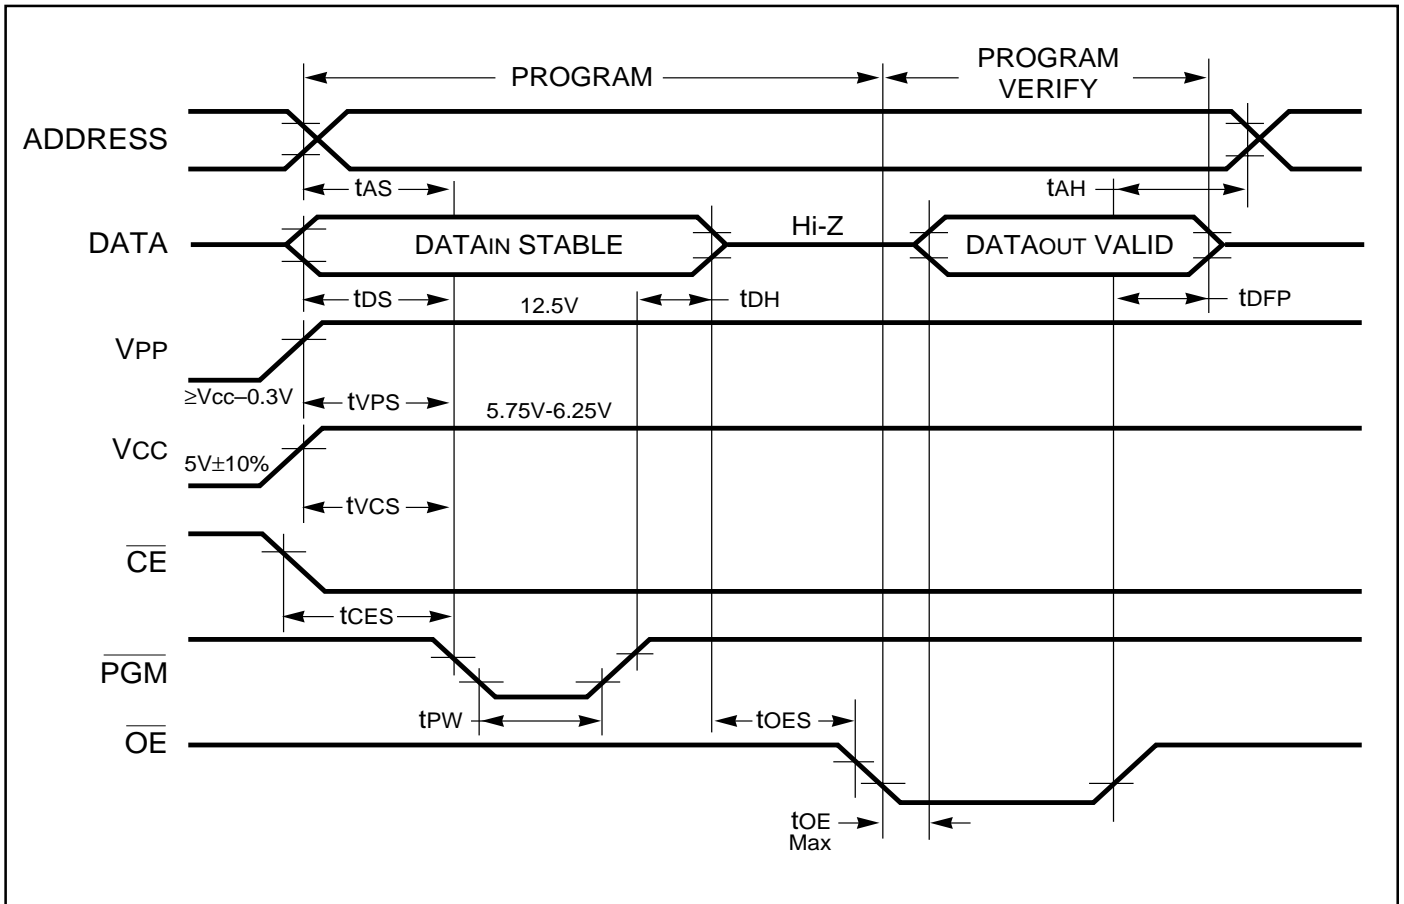 PROGRAM
PROGRAM
VERIFY
ADDRESS
tAS
tAH
DATA
DATAIN STABLE
Hi-Z
DATAOUT VALID
tDS
12.5V
tDH
tDFP
VPP
≥Vcc–0.3V
tVPS
5.75V-6.25V
VCC
5V±10%
tVCS
CE
tCES
PGM
tPW
tOES
OE
tOE
Max